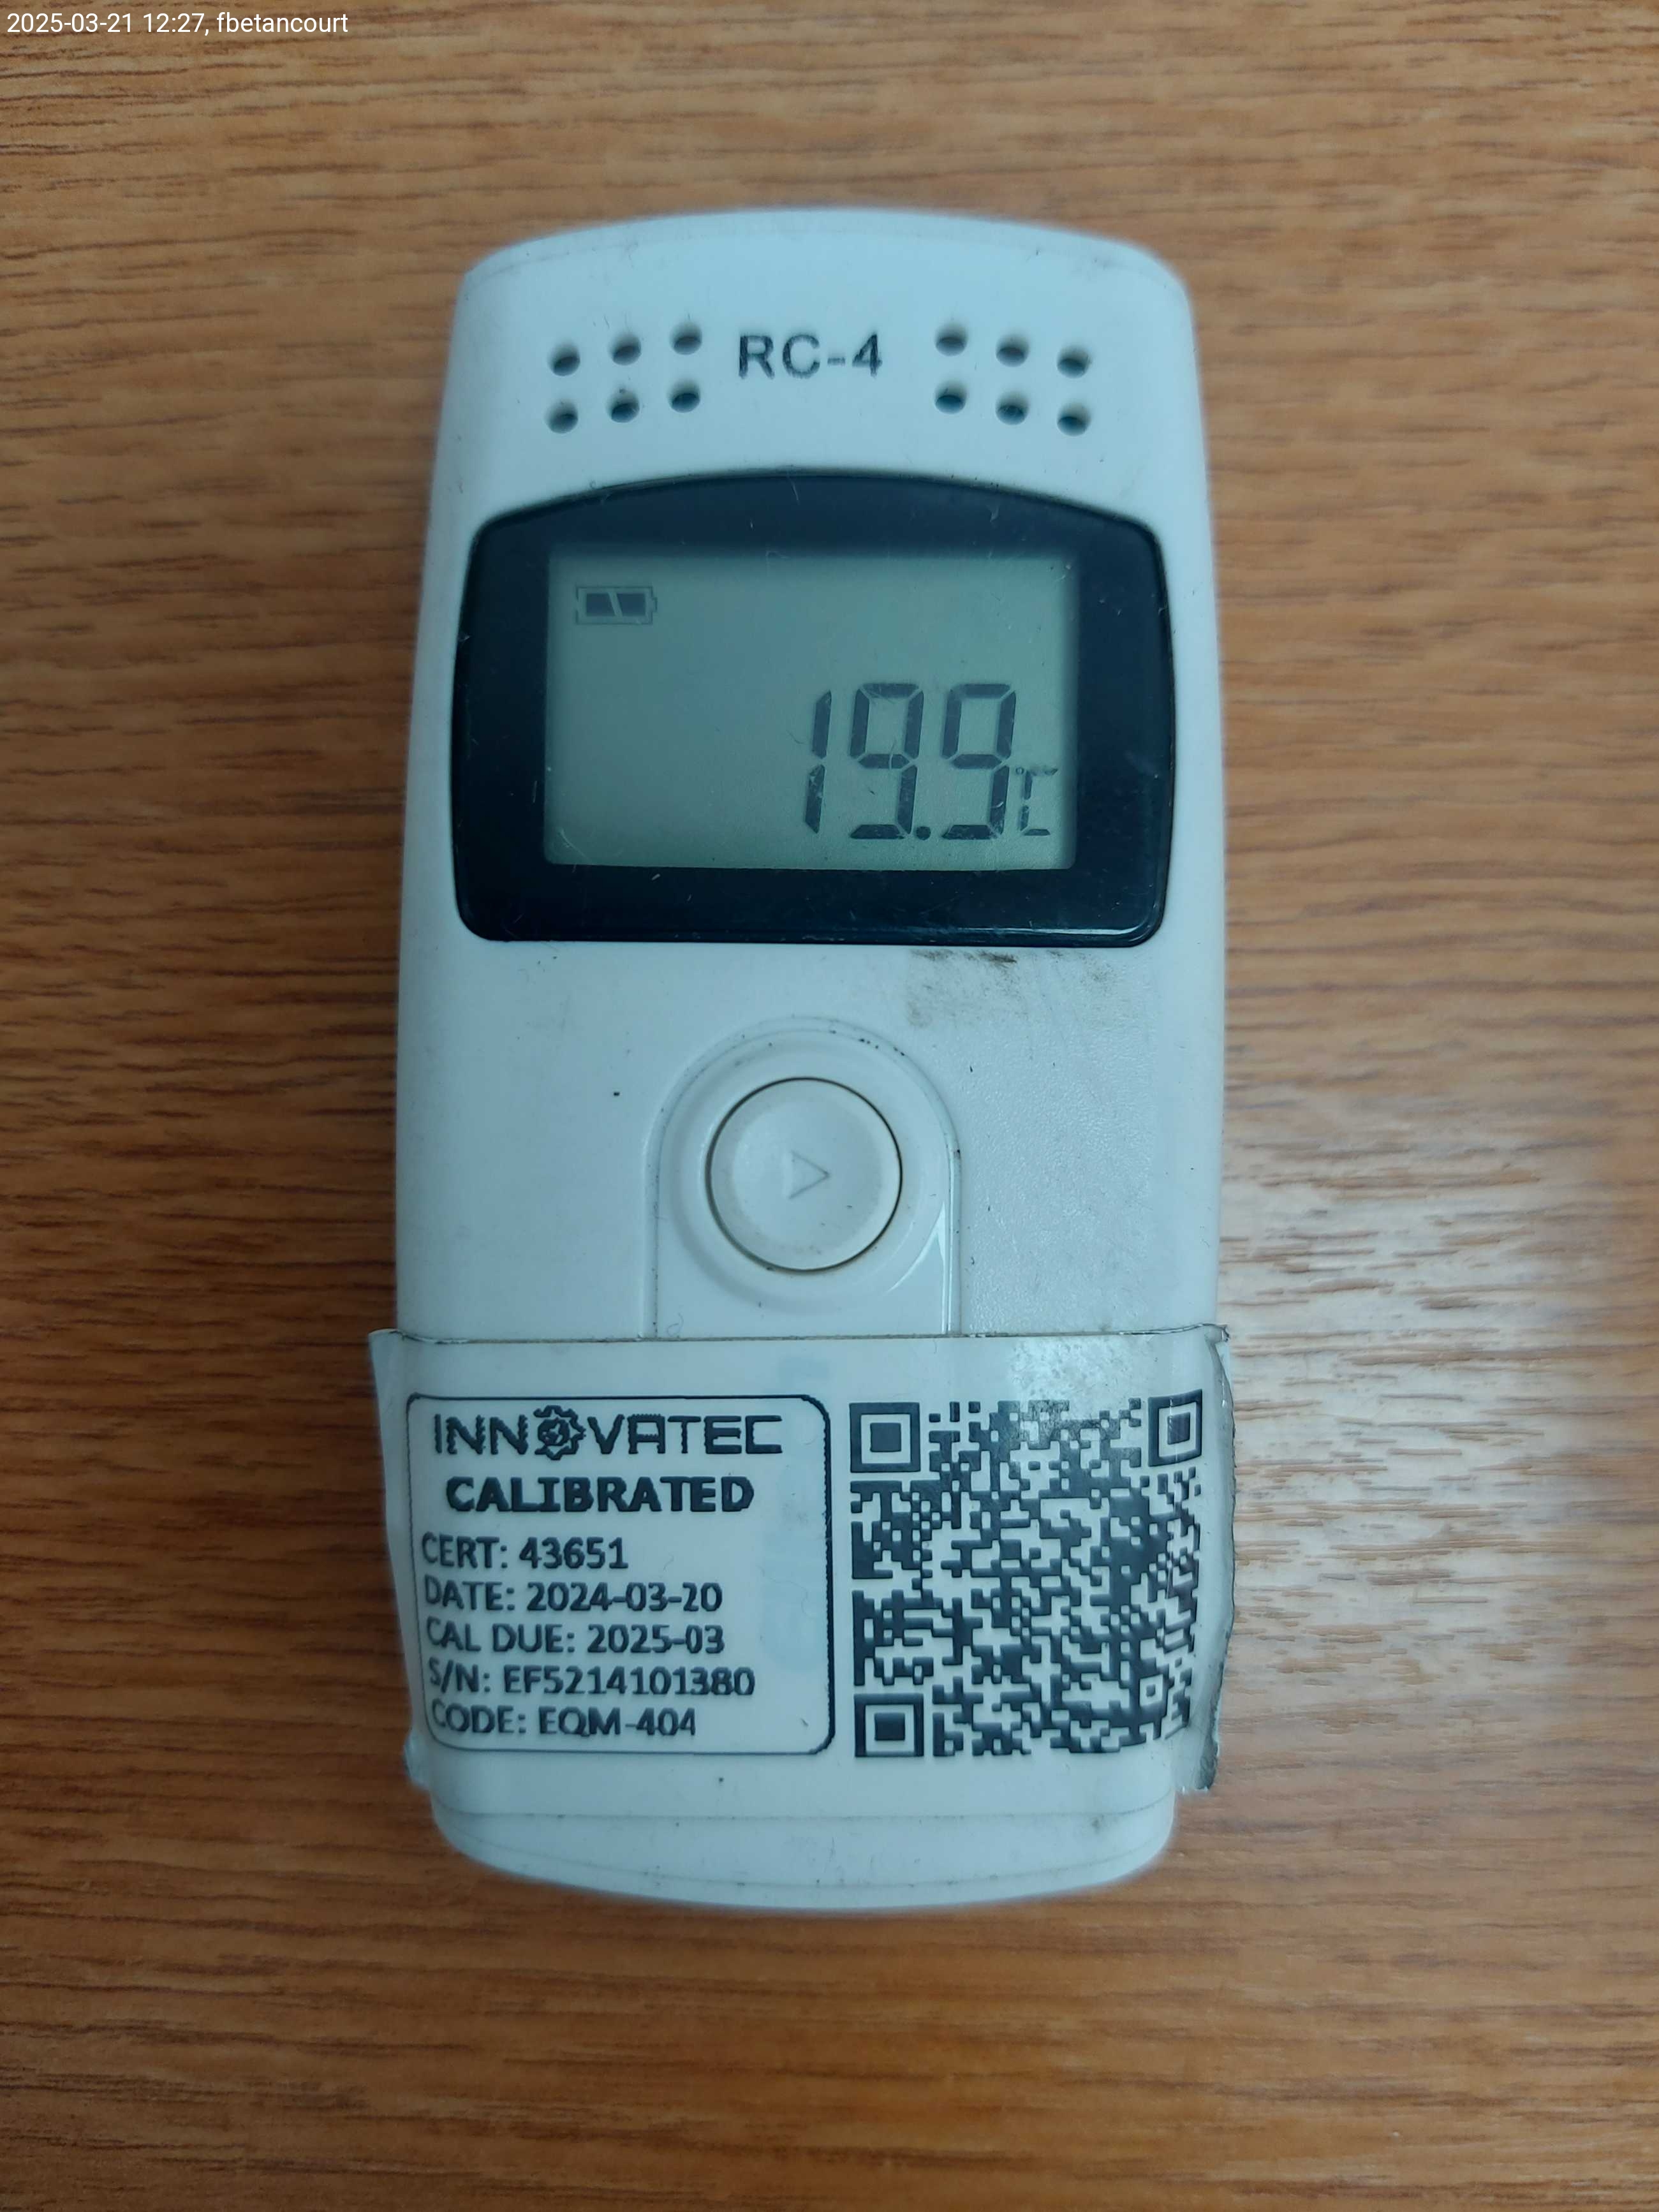 2025-03-21 12:27, fbetancourt
RC-4
19.9°C
INNOVATEC
CALIBRATED
CERT: 43651
DATE: 2024-03-20
CAL DUE: 2025-03
S/N: EF5214101380
CODE: EQM-404